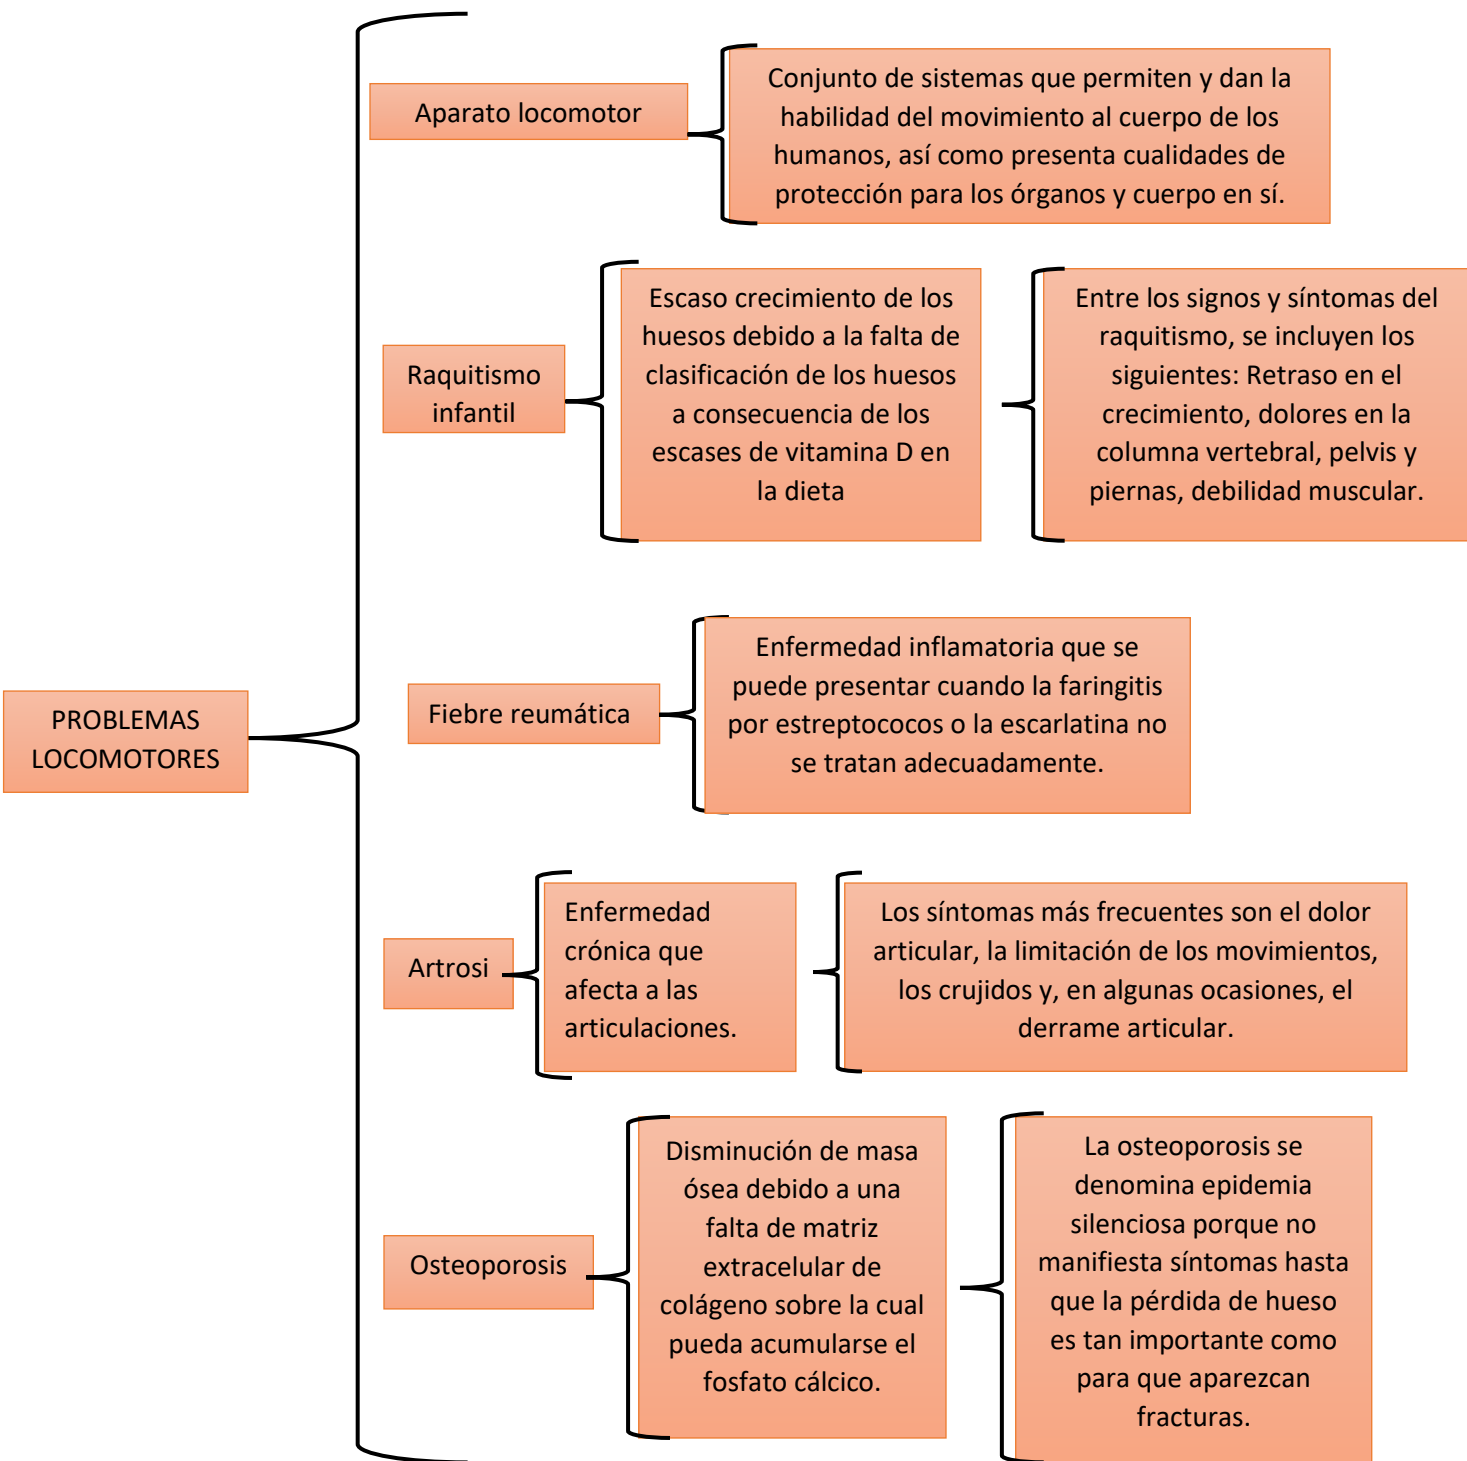 PROBLEMAS
LOCOMOTORES
Aparato locomotor
Conjunto de sistemas que permiten y dan la
habilidad del movimiento al cuerpo de los
humanos, así como presenta cualidades de
protección para los órganos y cuerpo en sí.
Raquitismo
infantil
Escaso crecimiento de los
huesos debido a la falta de
clasificación de los huesos
a consecuencia de los
escases de vitamina D en
la dieta
Entre los signos y síntomas del
raquitismo, se incluyen los
siguientes: Retraso en el
crecimiento, dolores en la
columna vertebral, pelvis y
piernas, debilidad muscular.
Fiebre reumática
Enfermedad inflamatoria que se
puede presentar cuando la faringitis
por estreptococos o la escarlatina no
se tratan adecuadamente.
Artrosi
Enfermedad
crónica que
afecta a las
articulaciones.
Los síntomas más frecuentes son el dolor
articular, la limitación de los movimientos,
los crujidos y, en algunas ocasiones, el
derrame articular.
Osteoporosis
Disminución de masa
ósea debido a una
falta de matriz
extracelular de
colágeno sobre la cual
pueda acumularse el
fosfato cálcico.
La osteoporosis se
denomina epidemia
silenciosa porque no
manifiesta síntomas hasta
que la pérdida de hueso
es tan importante como
para que aparezcan
fracturas.